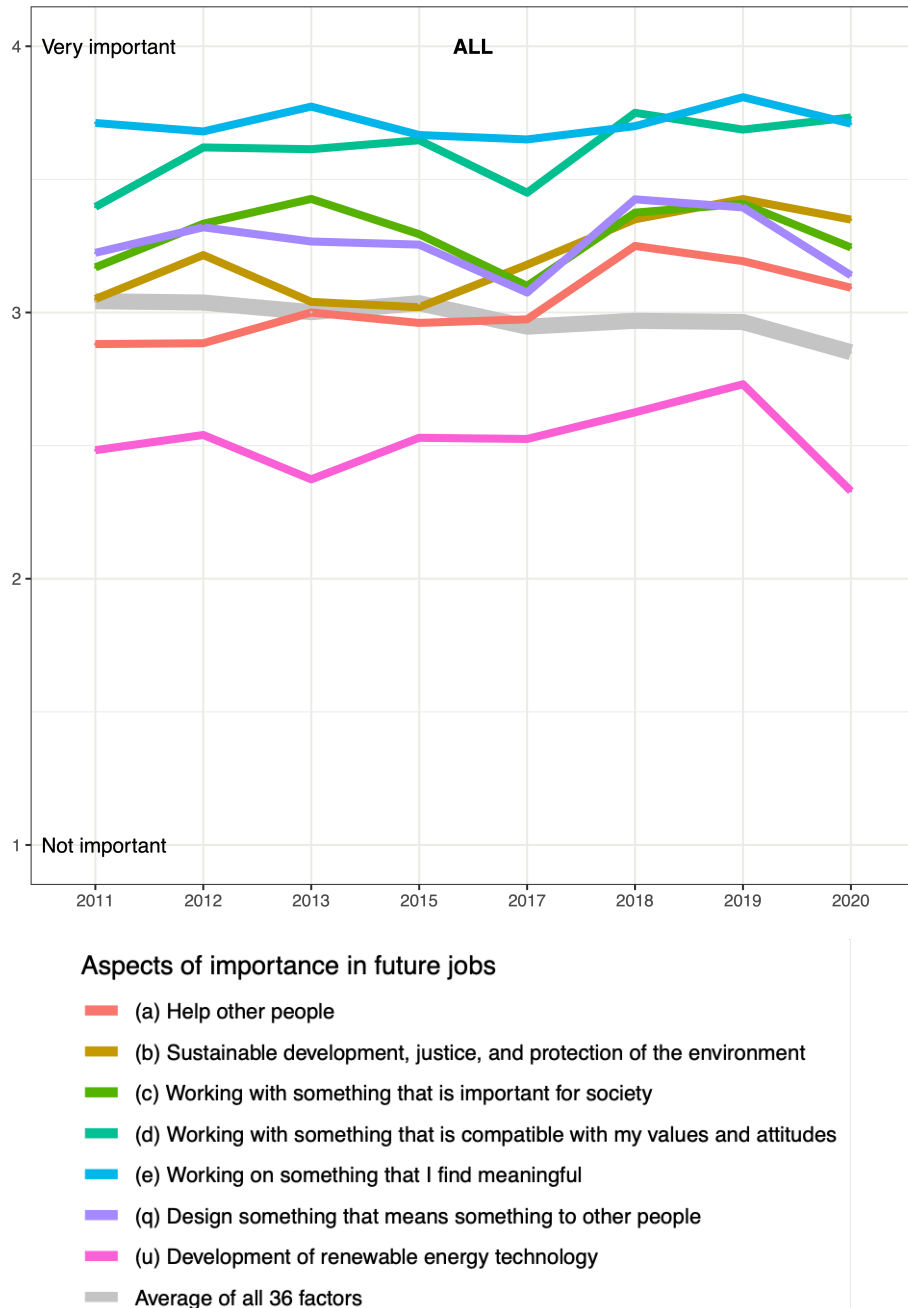 4
Very important
ALL
3
2
1
Not important
2011 2012 2013 2015 2017 2018 2019 2020
Aspects of importance in future jobs
(a) Help other people
(b) Sustainable development, justice, and protection of the environment
(c) Working with something that is important for society
(d) Working with something that is compatible with my values and attitudes
(e) Working on something that I find meaningful
(q) Design something that means something to other people
(u) Development of renewable energy technology
Average of all 36 factors